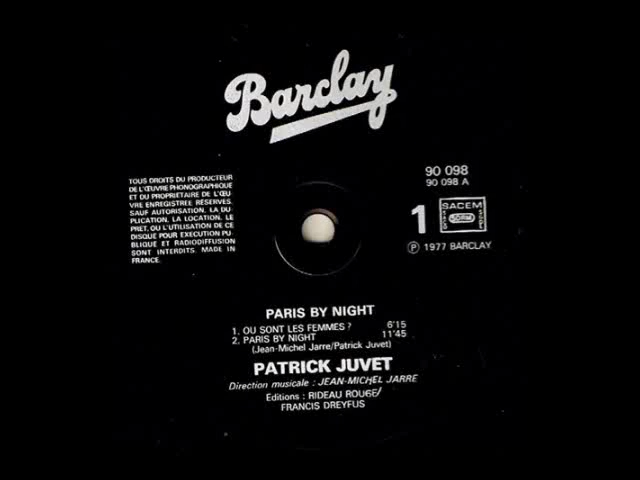 Barclay
TOUS DROITS DU PRODUCTEUR
DE L'ŒUVRE PHONOGRAPHIQUE
ET DU PROPRIETAIRE DE L'ŒU-
VRE ENREGISTREE RÉSERVÉS.
SAUF AUTORISATION, LA DU-
PLICATION, LA LOCATION, LE
PRET, OU L'UTILISATION DE CE
DISQUE POUR EXECUTION PU-
BLIQUE ET RADIODIFFUSION
SONT INTERDITS. MADE IN
FRANCE.
90 098
90 098 A
1
SACEM
SDRM
Ⓟ 1977 BARCLAY
PARIS BY NIGHT
1. OU SONT LES FEMMES ? 6'15
2. PARIS BY NIGHT 11'45
(Jean-Michel Jarre/Patrick Juvet)
PATRICK JUVET
Direction musicale : JEAN-MICHEL JARRE
Editions : RIDEAU ROUGE/
FRANCIS DREYFUS